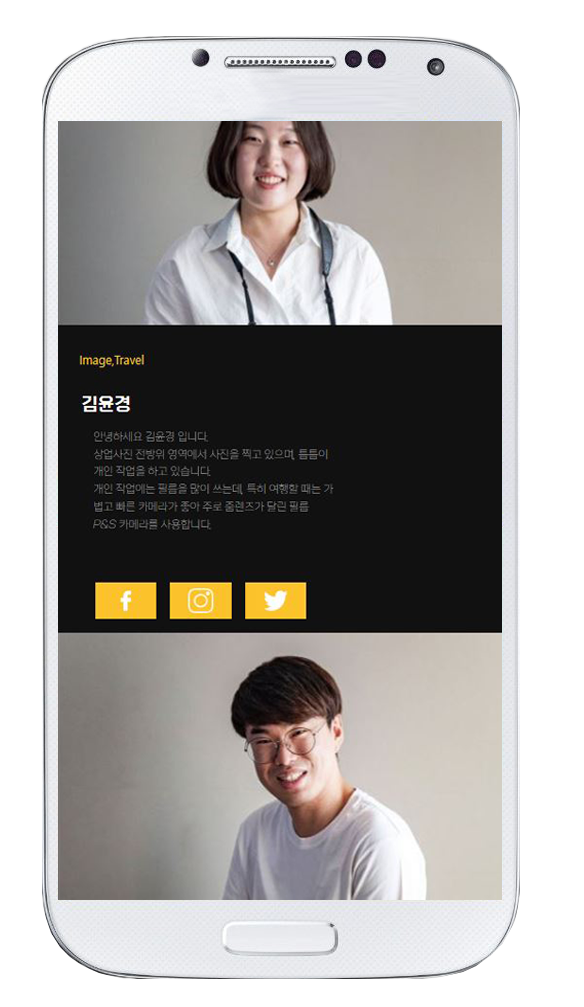 Image,Travel
김윤경
안녕하세요 김윤경 입니다.
상업사진 전방위 영역에서 사진을 찍고 있으며, 틈틈이
개인 작업을 하고 있습니다.
개인 작업에는 필름을 많이 쓰는데, 특히 여행할 때는 가
볍고 빠른 카메라가 좋아 주로 줌렌즈가 달린 필름
P&S 카메라를 사용합니다.